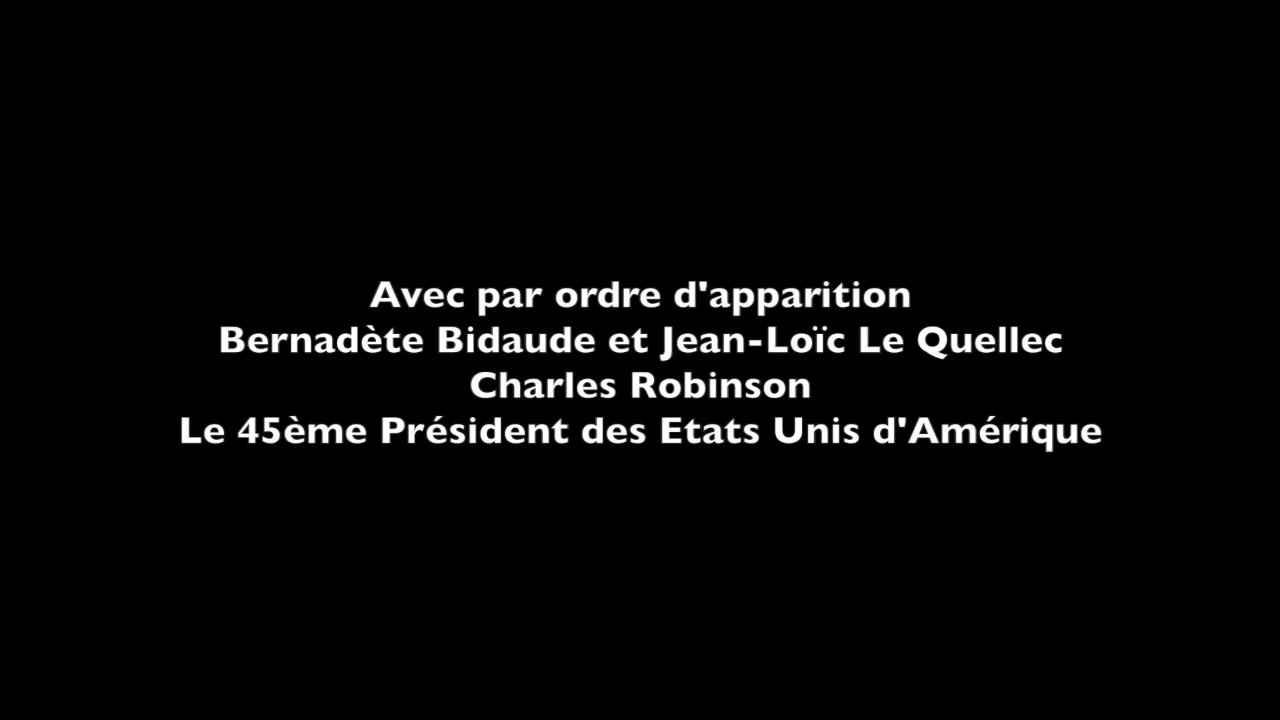 Avec par ordre d'apparition
Bernadète Bidaude et Jean-Loïc Le Quellec
Charles Robinson
Le 45ème Président des Etats Unis d'Amérique